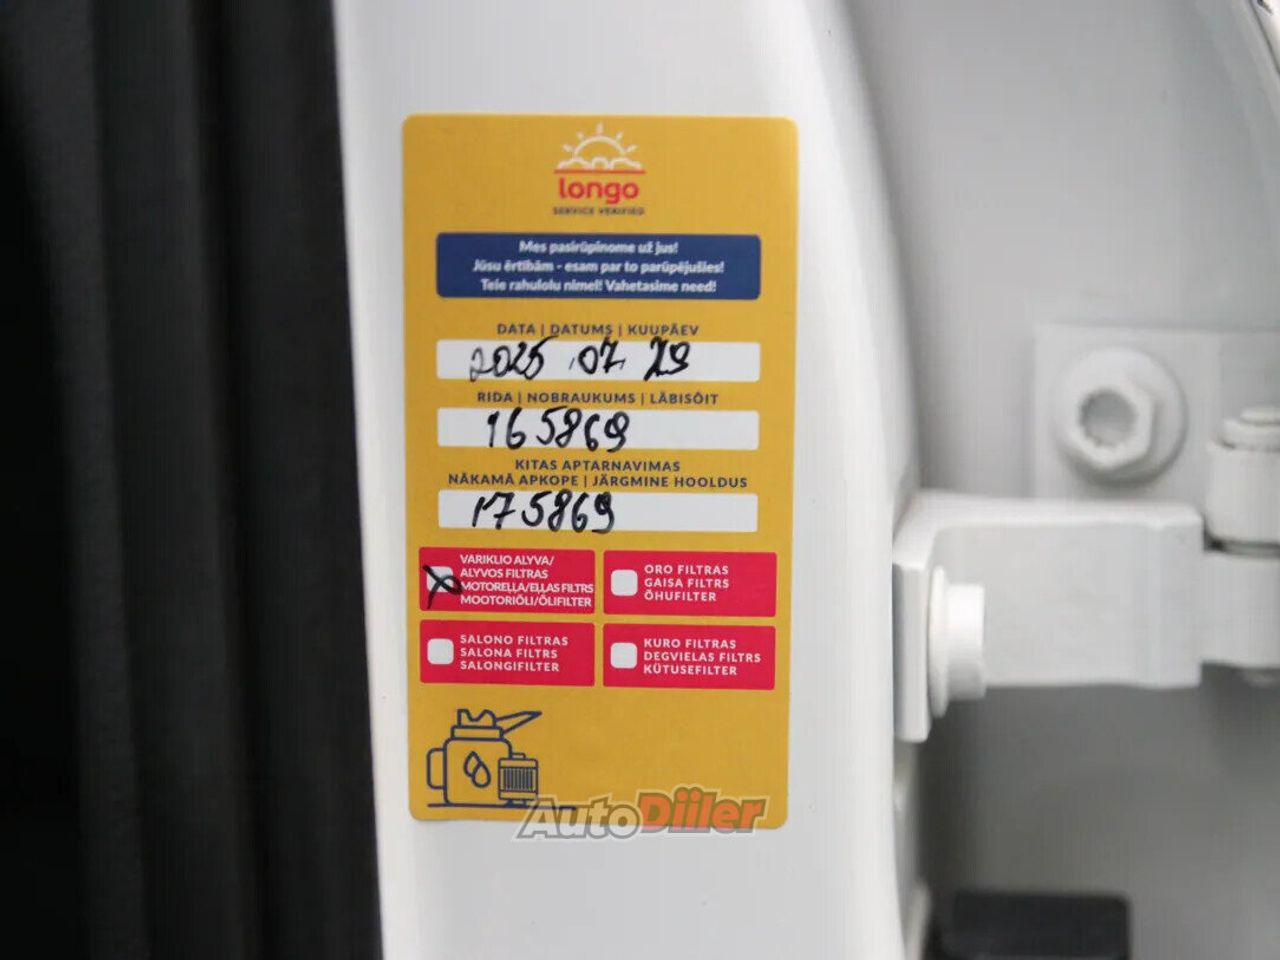 longo
SERVICE VERIFIED
Mes pasirūpinome už jus!
Jūsu ērtībām - esam par to parūpējušies!
Teie rahulolu nimel! Vahetasime need!
DATA | DATUMS | KUUPÄEV
2025.07.29
RIDA | NOBRAUKUMS | LÄBISÕIT
165869
KITAS APTARNAVIMAS
NĀKAMĀ APKOPE | JÄRGMINE HOOLDUS
175869
VARIKLIO ALYVA/
ALYVOS FILTRAS
MOTOREĻĻA/EĻĻAS FILTRS
MOOTORIÕLI/ÕLIFILTER
ORO FILTRAS
GAISA FILTRS
ÕHUFILTER
SALONO FILTRAS
SALONA FILTRS
SALONGIFILTER
KURO FILTRAS
DEGVIELAS FILTRS
KÜTUSEFILTER
AutoDiiler